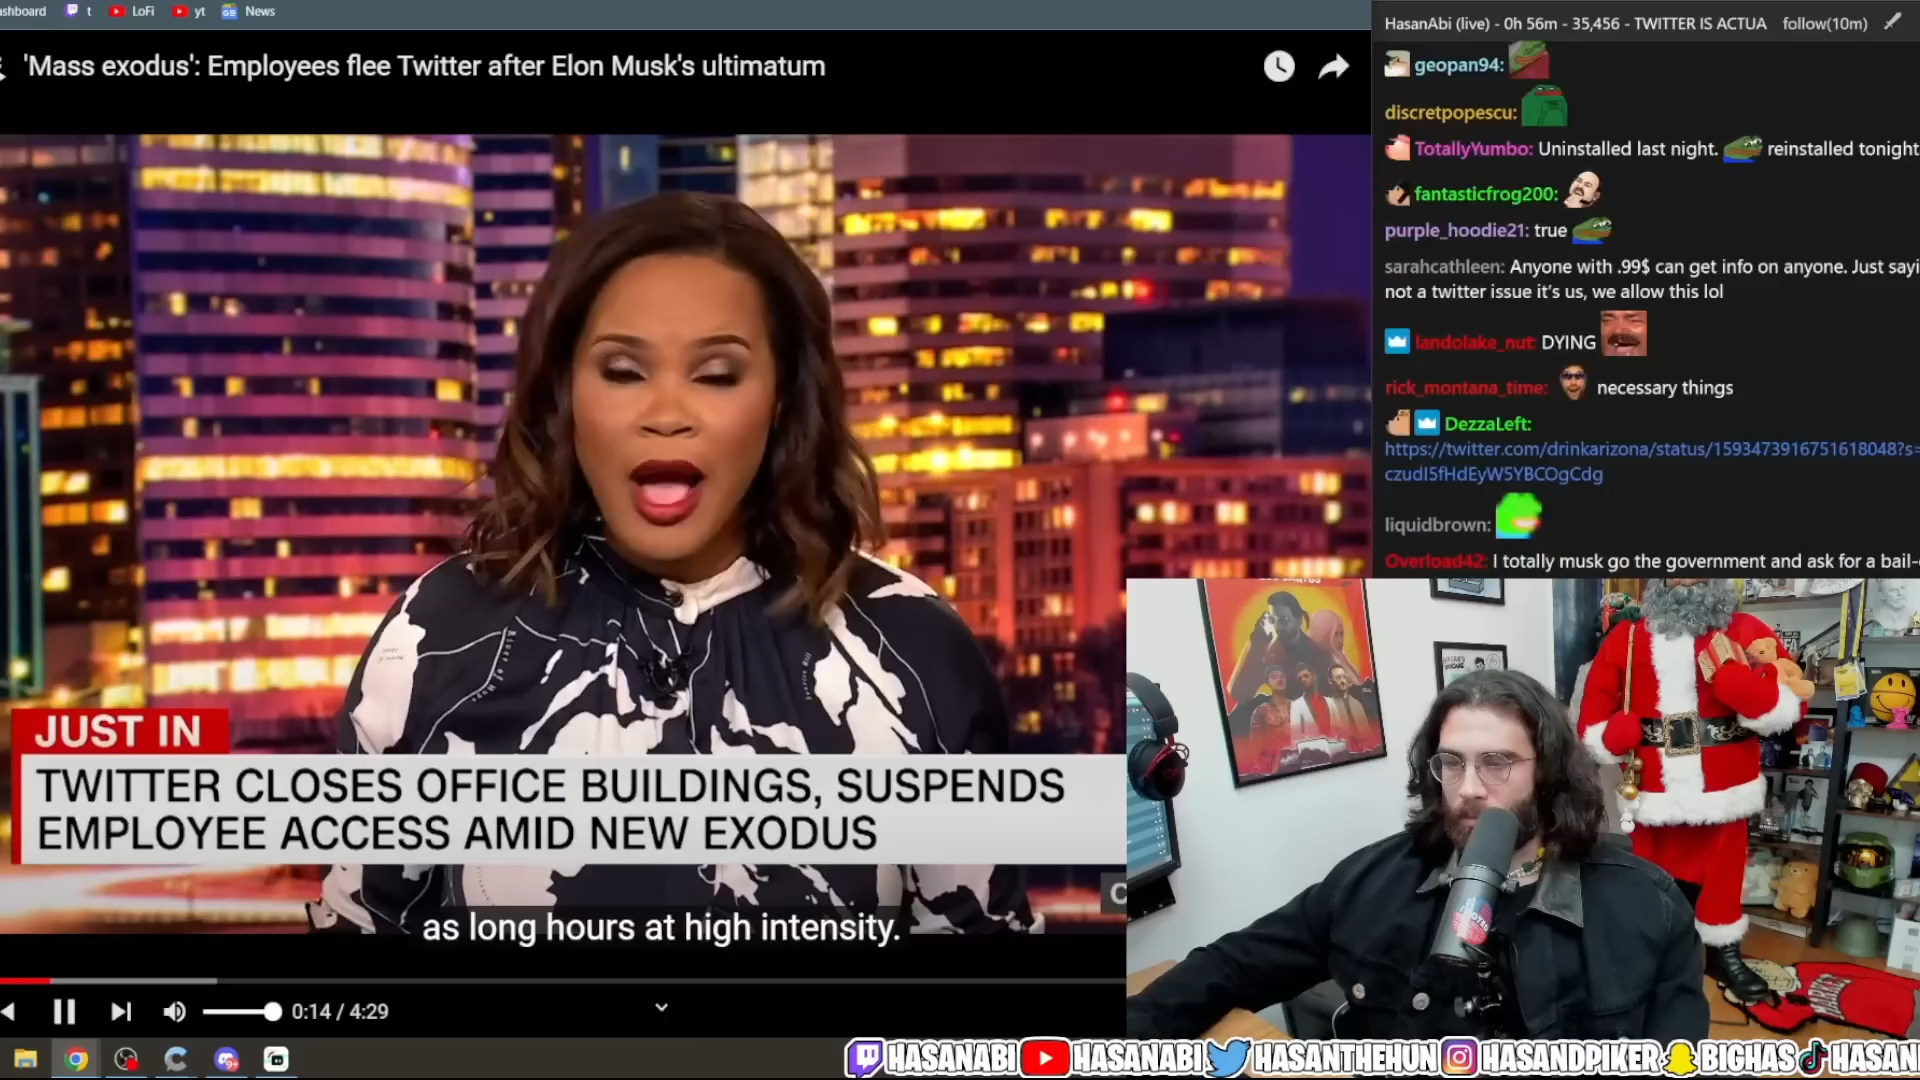 t
LoFi
yt
News
'Mass exodus': Employees flee Twitter after Elon Musk's ultimatum
HasanAbi (live) - 0h 56m - 35,456 - TWITTER IS ACTUA follow(10m)
geopan94:
discretpopescu:
TotallyYumbo: Uninstalled last night. reinstalled tonight
fantasticfrog200:
purple_hoodie21: true
sarahcathleen: Anyone with .99$ can get info on anyone. Just sayi
not a twitter issue it's us, we allow this lol
landolake_nut: DYING
rick_montana_time: necessary things
DezzaLeft:
https://twitter.com/drinkarizona/status/1593473916751618048?s=
czudI5fHdEyW5YBCOgCdg
liquidbrown:
Overload42: I totally musk go the government and ask for a bail-
JUST IN
TWITTER CLOSES OFFICE BUILDINGS, SUSPENDS
EMPLOYEE ACCESS AMID NEW EXODUS
as long hours at high intensity.
0:14 / 4:29
HASANABI HASANABI HASANTHEHUN HASANDPIKER BIGHAS HASAN